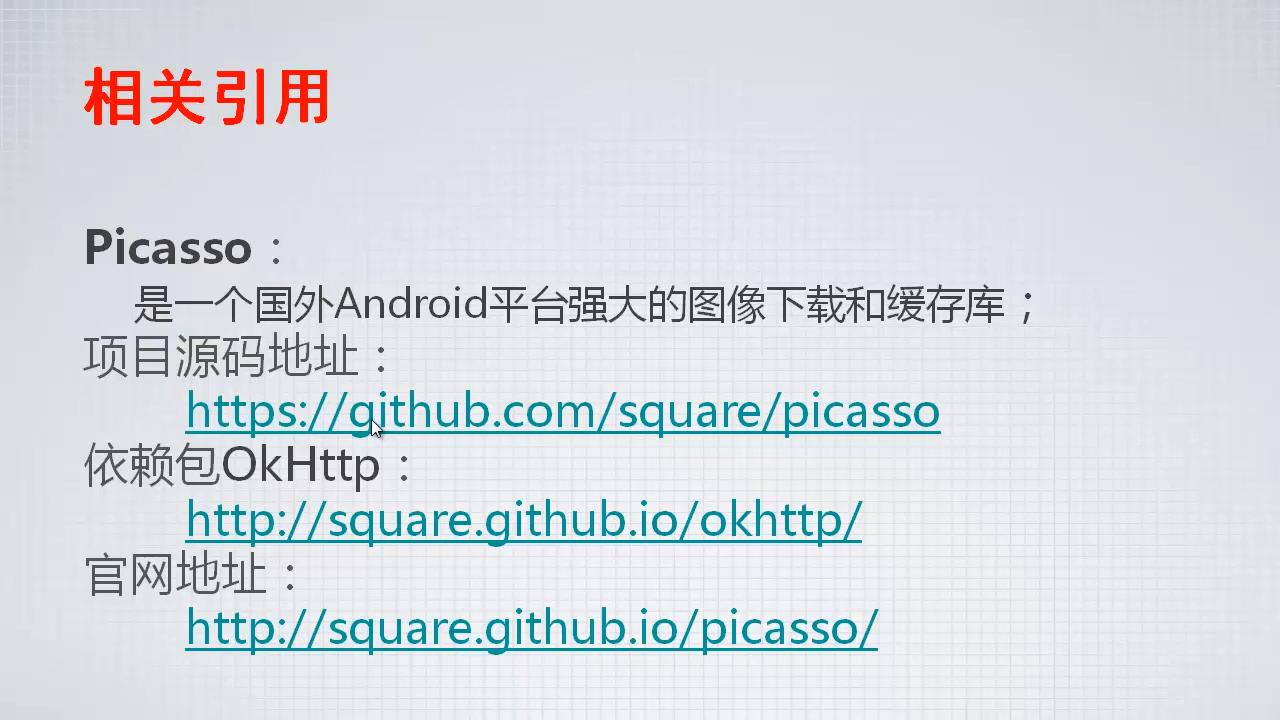 相关引用
Picasso：
是一个国外Android平台强大的图像下载和缓存库；
项目源码地址：
https://github.com/square/picasso
依赖包OkHttp：
http://square.github.io/okhttp/
官网地址：
http://square.github.io/picasso/